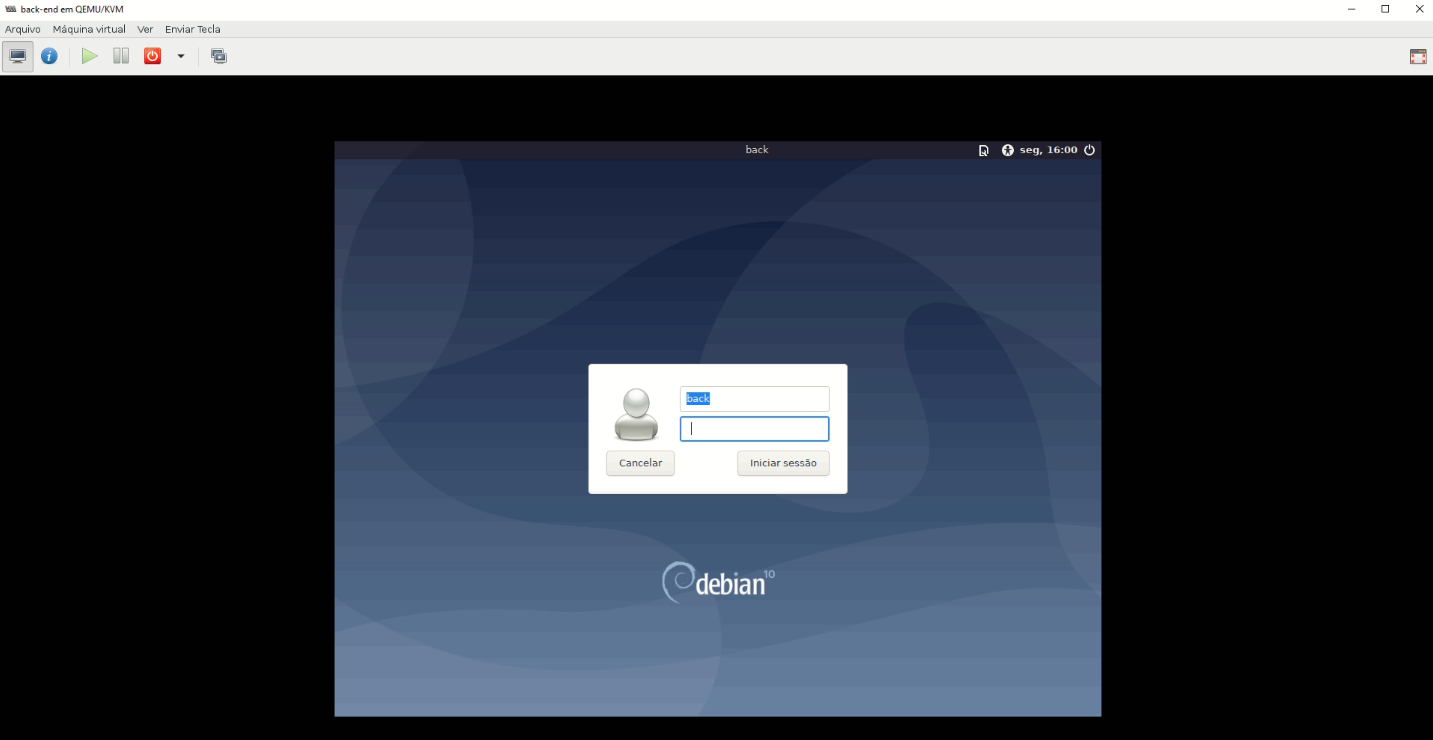 back-end em QEMU/KVM
Arquivo Máquina virtual Ver Enviar Tecla
back seg, 16:00
back
Cancelar Iniciar sessão
debian 10